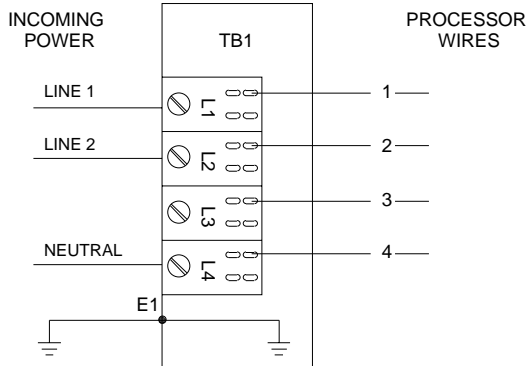 INCOMING
POWER
TB1
PROCESSOR
WIRES
LINE 1
L1
1
LINE 2
L2
2
L3
3
NEUTRAL
L4
4
E1